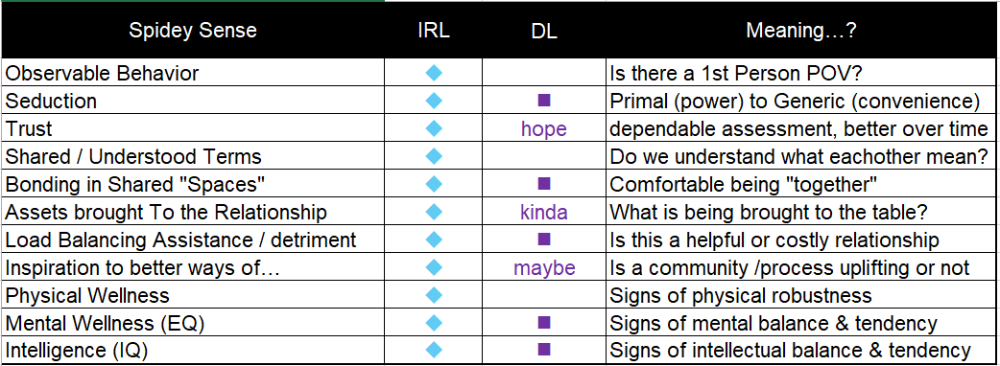 Spidey Sense IRL DL Meaning...?
Observable Behavior Is there a 1st Person POV?
Seduction Primal (power) to Generic (convenience)
Trust hope dependable assessment, better over time
Shared / Understood Terms Do we understand what eachother mean?
Bonding in Shared "Spaces" Comfortable being "together"
Assets brought To the Relationship kinda What is being brought to the table?
Load Balancing Assistance / detriment Is this a helpful or costly relationship
Inspiration to better ways of... maybe Is a community /process uplifting or not
Physical Wellness Signs of physical robustness
Mental Wellness (EQ) Signs of mental balance & tendency
Intelligence (IQ) Signs of intellectual balance & tendency